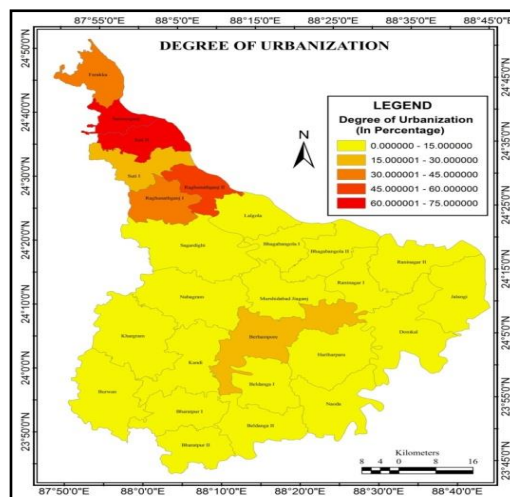 87°55'0"E 88°5'0"E 88°15'0"E 88°25'0"E 88°35'0"E 88°45'0"E
DEGREE OF URBANIZATION
LEGEND
Degree of Urbanization
(In Percentage)
0.000000 - 15.000000
15.000001 - 30.000000
30.000001 - 45.000000
45.000001 - 60.000000
60.000001 - 75.000000
N
24°50'0"N
24°40'0"N
24°30'0"N
24°20'0"N
24°10'0"N
24°0'0"N
23°50'0"N
24°45'0"N
24°35'0"N
24°25'0"N
24°15'0"N
24°5'0"N
23°55'0"N
23°45'0"N
Farakka
Suti I
Raghunathganj II
Raghunathganj I
Lalgola
Sagardighi
Bhagabangola I
Bhagabangola II
Raninagar II
Raninagar I
Jalangi
Nabagram
Murshidabad Jiaganj
Domkal
Khargram
Berhampore
Hariharpara
Kandi
Burwan
Beldanga I
Nowda
Bharatpur I
Beldanga II
Bharatpur II
Kilometers
8 4 0 8 16
87°50'0"E 88°0'0"E 88°10'0"E 88°20'0"E 88°30'0"E